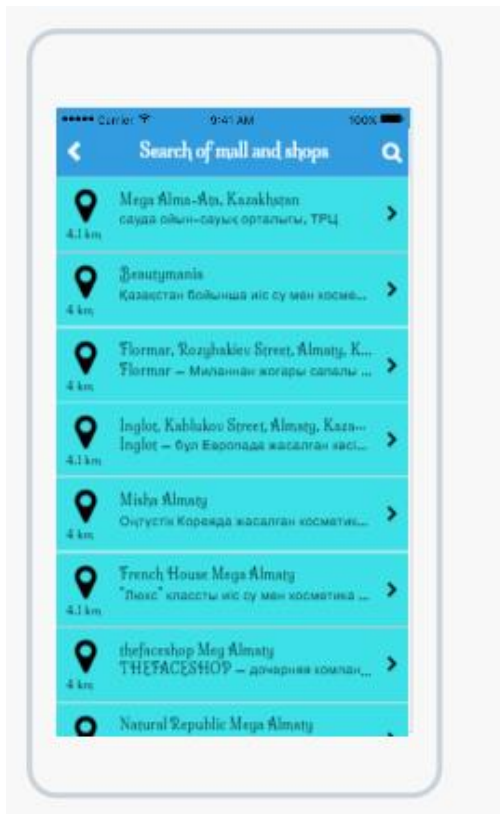 Carrier 9:41 AM 100%
Search of mall and shops
Mega Alma-Ata, Kazakhstan
сауда ойын-сауық орталығы, ТРЦ
4.1 km
Beautymania
Қазақстан бойынша иіс су мен косме...
4 km
Flormar, Rozybakiev Street, Almaty, K...
Flormar – Миланнан жоғары сапалы ...
4 km
Inglot, Kablukov Street, Almaty, Kaza...
Inglot – бұл Европада жасалған кәсі...
4.1 km
Misha Almaty
Оңтүстік Кореяда жасалған косметик...
4 km
French House Mega Almaty
"Люкс" классты иіс су мен косметика ...
4.1 km
thefaceshop Meg Almaty
THEFACESHOP – дочерняя компан...
4 km
Natural Republic Mega Almaty